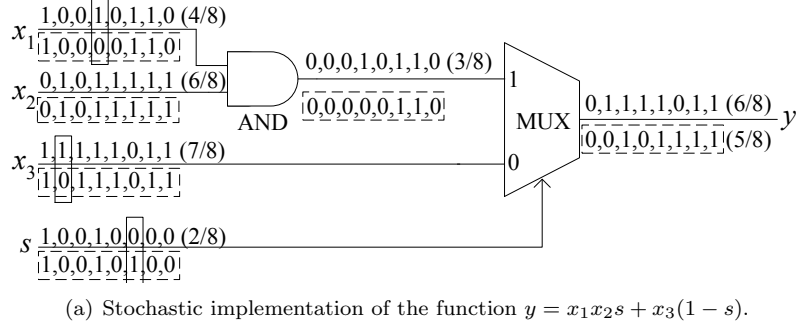 x1 1,0,0,1,0,1,1,0 (4/8)
1,0,0,0,0,1,1,0
x2 0,1,0,1,1,1,1,1 (6/8)
0,1,0,1,1,1,1,1
AND
0,0,0,1,0,1,1,0 (3/8)
0,0,0,0,0,1,1,0
x3 1,1,1,1,1,0,1,1 (7/8)
1,0,1,1,1,0,1,1
s 1,0,0,1,0,0,0,0 (2/8)
1,0,0,1,0,1,0,0
1
MUX
0
0,1,1,1,1,0,1,1 (6/8) y
0,0,1,0,1,1,1,1 (5/8)
(a) Stochastic implementation of the function y = x1x2s + x3(1 − s).